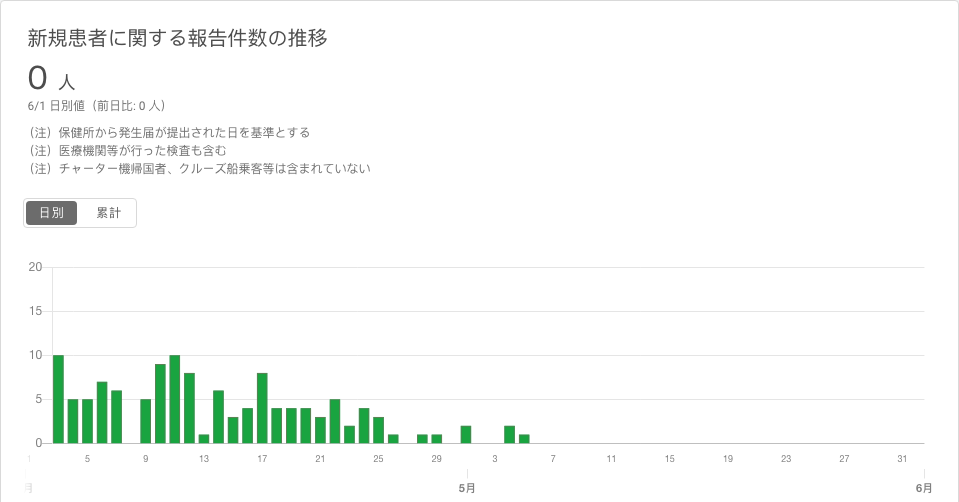 新規患者に関する報告件数の推移
0 人
6/1 日別値（前日比: 0 人）
（注）保健所から発生届が提出された日を基準とする
（注）医療機関等が行った検査も含む
（注）チャーター機帰国者、クルーズ船乗客等は含まれていない
日別 累計
20
15
10
5
0
1 5 9 13 17 21 25 29 3 7 11 15 19 23 27 31
月 5月 6月